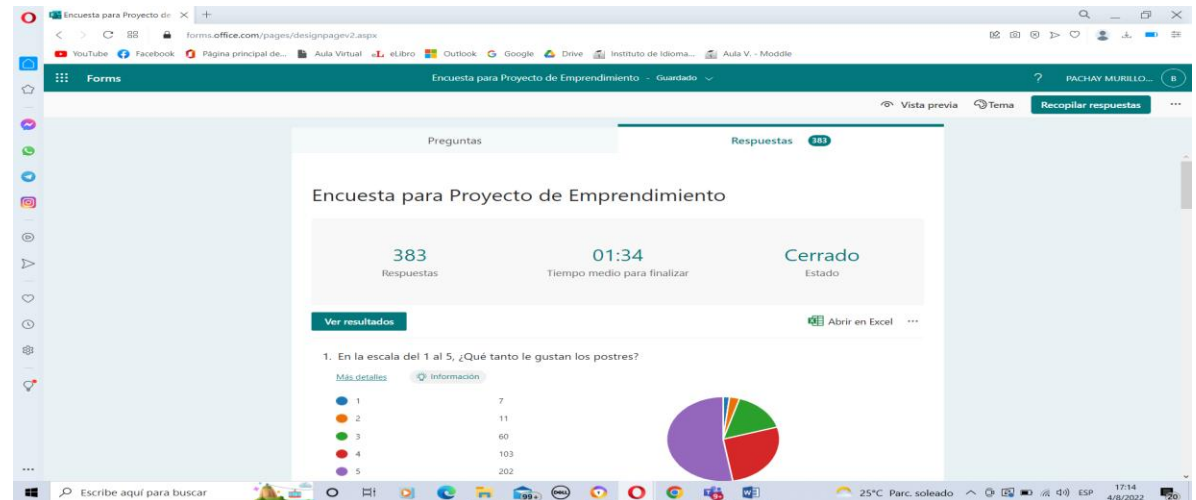 Encuesta para Proyecto de
forms.office.com/pages/designpagev2.aspx
YouTube Facebook Página principal de... Aula Virtual eLibro Outlook Google Drive Instituto de Idioma... Aula V. - Moddle
Forms Encuesta para Proyecto de Emprendimiento - Guardado ? PACHAY MURILLO... B
Vista previa Tema Recopilar respuestas ...
Preguntas Respuestas 383
Encuesta para Proyecto de Emprendimiento
383 01:34 Cerrado
Respuestas Tiempo medio para finalizar Estado
Ver resultados Abrir en Excel ...
1. En la escala del 1 al 5, ¿Qué tanto le gustan los postres?
Más detalles Información
1 7
2 11
3 60
4 103
5 202
Escribe aquí para buscar 99+ DELL 25°C Parc. soleado ESP 17:14
4/8/2022 20